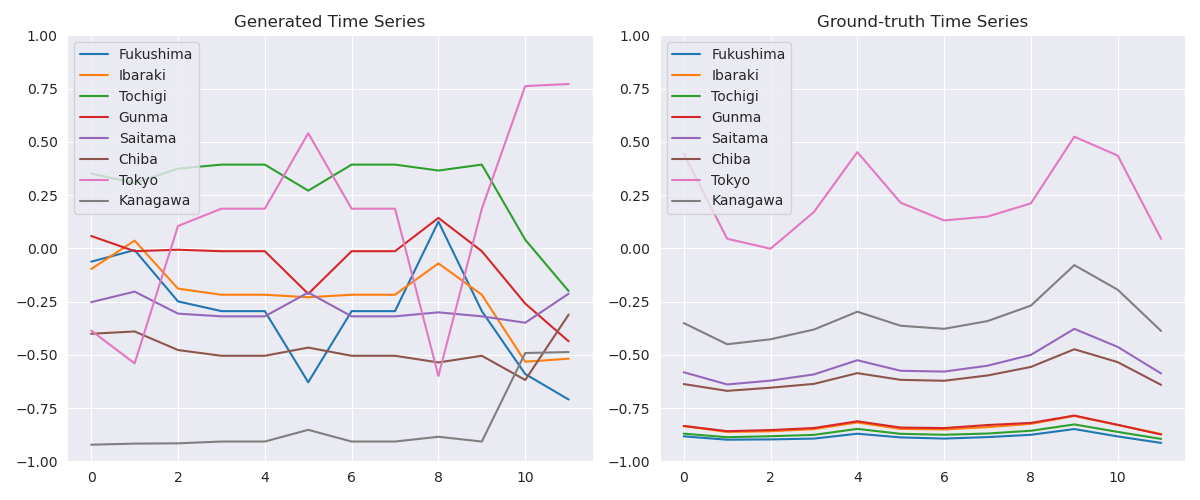 Generated Time Series
1.00
0.75
0.50
0.25
0.00
−0.25
−0.50
−0.75
−1.00
0 2 4 6 8 10
Fukushima
Ibaraki
Tochigi
Gunma
Saitama
Chiba
Tokyo
Kanagawa
Ground-truth Time Series
1.00
0.75
0.50
0.25
0.00
−0.25
−0.50
−0.75
−1.00
0 2 4 6 8 10
Fukushima
Ibaraki
Tochigi
Gunma
Saitama
Chiba
Tokyo
Kanagawa